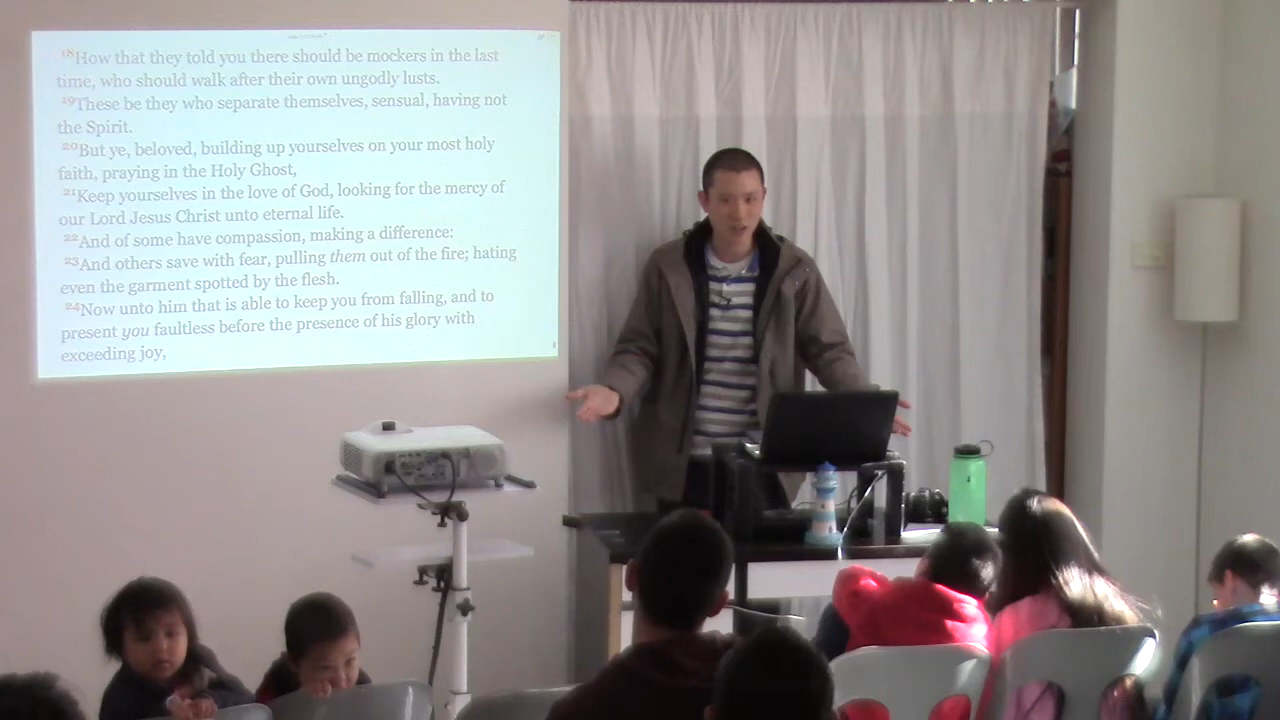 18How that they told you there should be mockers in the last
time, who should walk after their own ungodly lusts.
19These be they who separate themselves, sensual, having not
the Spirit.
20But ye, beloved, building up yourselves on your most holy
faith, praying in the Holy Ghost,
21Keep yourselves in the love of God, looking for the mercy of
our Lord Jesus Christ unto eternal life.
22And of some have compassion, making a difference:
23And others save with fear, pulling them out of the fire; hating
even the garment spotted by the flesh.
24Now unto him that is able to keep you from falling, and to
present you faultless before the presence of his glory with
exceeding joy,